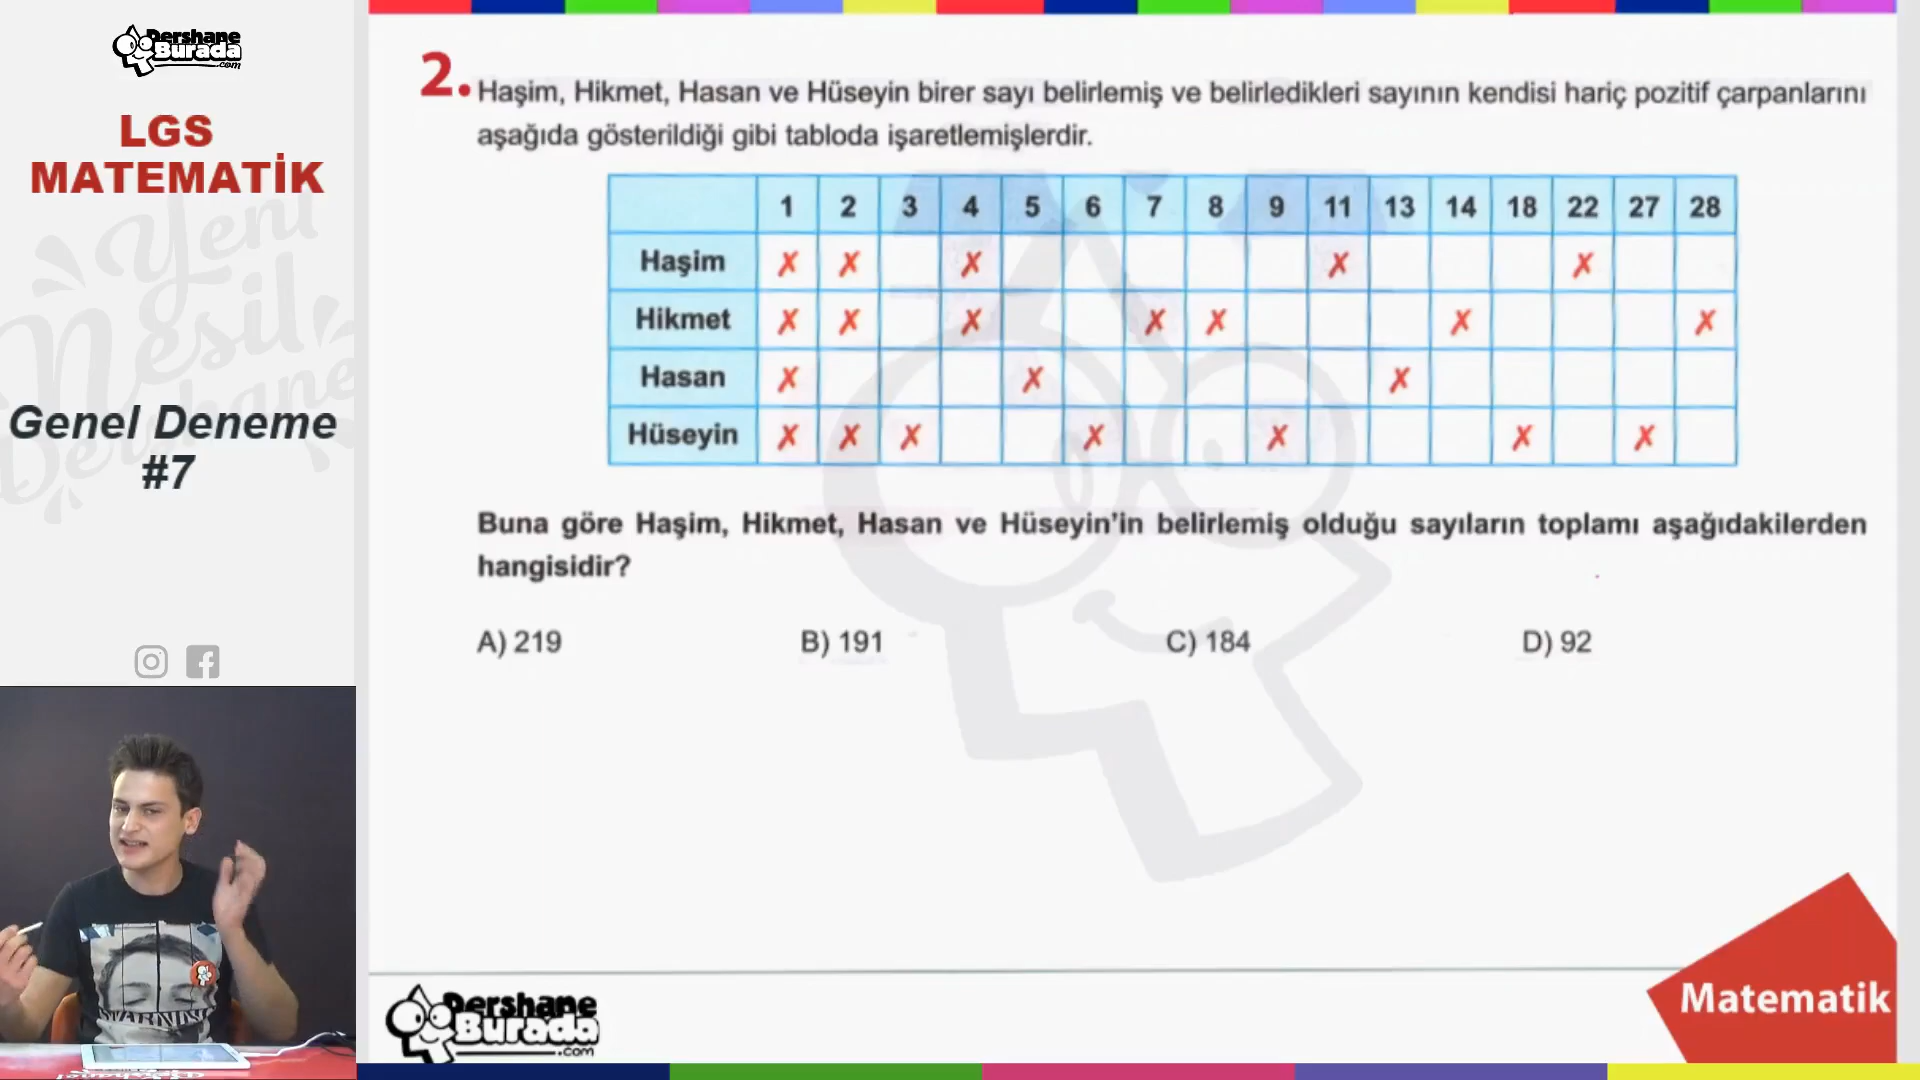 Dershane
Burada
.com
LGS
MATEMATİK
Yeni
Nesil
Dershane
Genel Deneme
#7
2. Haşim, Hikmet, Hasan ve Hüseyin birer sayı belirlemiş ve belirledikleri sayının kendisi hariç pozitif çarpanlarını
aşağıda gösterildiği gibi tabloda işaretlemişlerdir.
1 2 3 4 5 6 7 8 9 11 13 14 18 22 27 28
Haşim ✗ ✗ ✗ ✗ ✗
Hikmet ✗ ✗ ✗ ✗ ✗ ✗ ✗
Hasan ✗ ✗ ✗
Hüseyin ✗ ✗ ✗ ✗ ✗ ✗ ✗
Buna göre Haşim, Hikmet, Hasan ve Hüseyin’in belirlemiş olduğu sayıların toplamı aşağıdakilerden
hangisidir?
A) 219 B) 191 C) 184 D) 92
Dershane
Burada
.com
Matematik